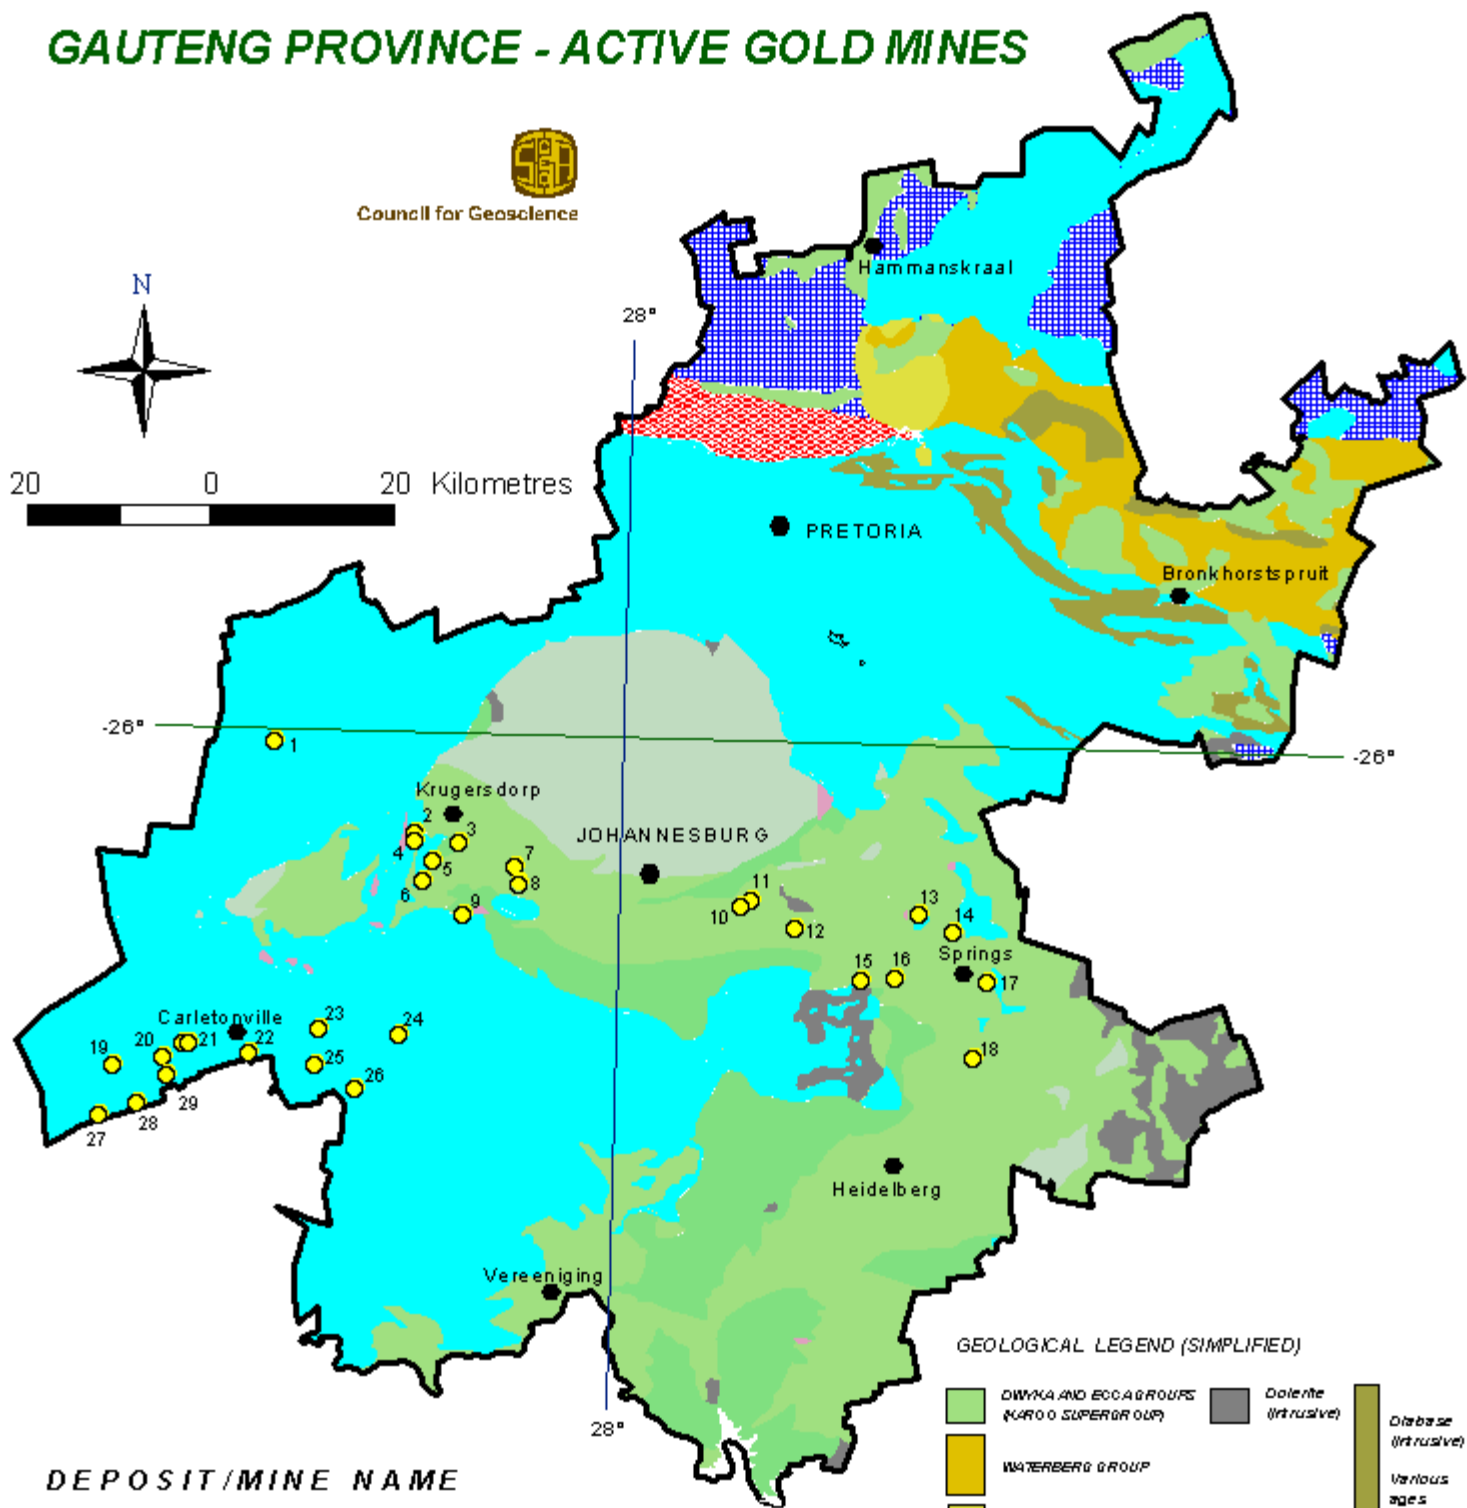 GAUTENG PROVINCE - ACTIVE GOLD MINES
Council for Geoscience
N
Hammanskraal
28°
20 0 20 Kilometres
PRETORIA
Bronkhorstspruit
-26°
-26°
1
Krugersdorp
2
3
JOHANNESBURG
4
5
7
6
8
9
11
10
13
12
14
15
16
Springs
17
Carletonville
23
24
19
20
21
22
25
18
26
29
28
27
Heidelberg
Vereeniging
28°
GEOLOGICAL LEGEND (SIMPLIFIED)
DWYKA AND ECCA GROUPS
(KAROO SUPERGROUP)
Dolerite
(intrusive)
Diabase
(intrusive)
WATERBERG GROUP
Various
ages
DEPOSIT/MINE NAME